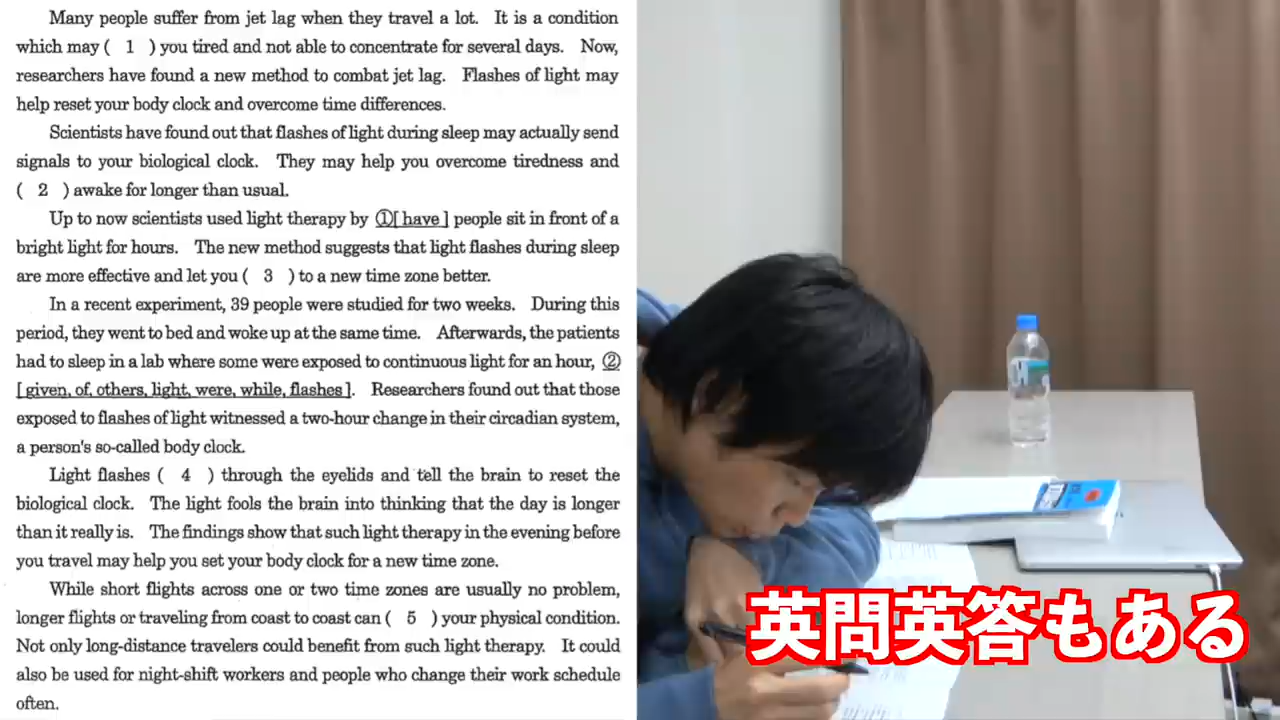 Many people suffer from jet lag when they travel a lot. It is a condition
which may ( 1 ) you tired and not able to concentrate for several days. Now,
researchers have found a new method to combat jet lag. Flashes of light may
help reset your body clock and overcome time differences.
Scientists have found out that flashes of light during sleep may actually send
signals to your biological clock. They may help you overcome tiredness and
( 2 ) awake for longer than usual.
Up to now scientists used light therapy by ①[ have ] people sit in front of a
bright light for hours. The new method suggests that light flashes during sleep
are more effective and let you ( 3 ) to a new time zone better.
In a recent experiment, 39 people were studied for two weeks. During this
period, they went to bed and woke up at the same time. Afterwards, the patients
had to sleep in a lab where some were exposed to continuous light for an hour, ②
[ given, of, others, light, were, while, flashes ]. Researchers found out that those
exposed to flashes of light witnessed a two-hour change in their circadian system,
a person's so-called body clock.
Light flashes ( 4 ) through the eyelids and tell the brain to reset the
biological clock. The light fools the brain into thinking that the day is longer
than it really is. The findings show that such light therapy in the evening before
you travel may help you set your body clock for a new time zone.
While short flights across one or two time zones are usually no problem,
longer flights or traveling from coast to coast can ( 5 ) your physical condition.
Not only long-distance travelers could benefit from such light therapy. It could
also be used for night-shift workers and people who change their work schedule
often.
英問英答もある